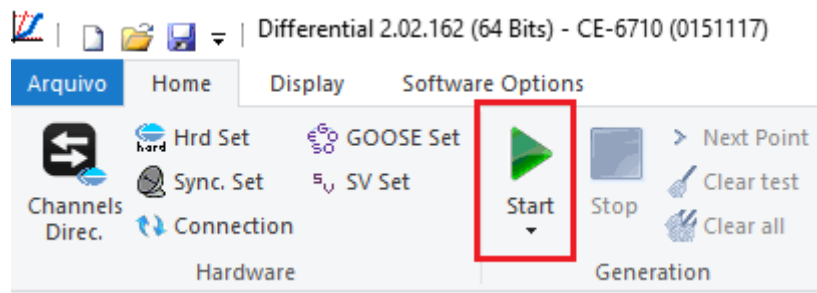 Differential 2.02.162 (64 Bits) - CE-6710 (0151117)
Arquivo Home Display Software Options
Channels Direc.
Hrd Set
Sync. Set
Connection
GOOSE Set
SV Set
Hardware
Start
Stop
Next Point
Clear test
Clear all
Generation